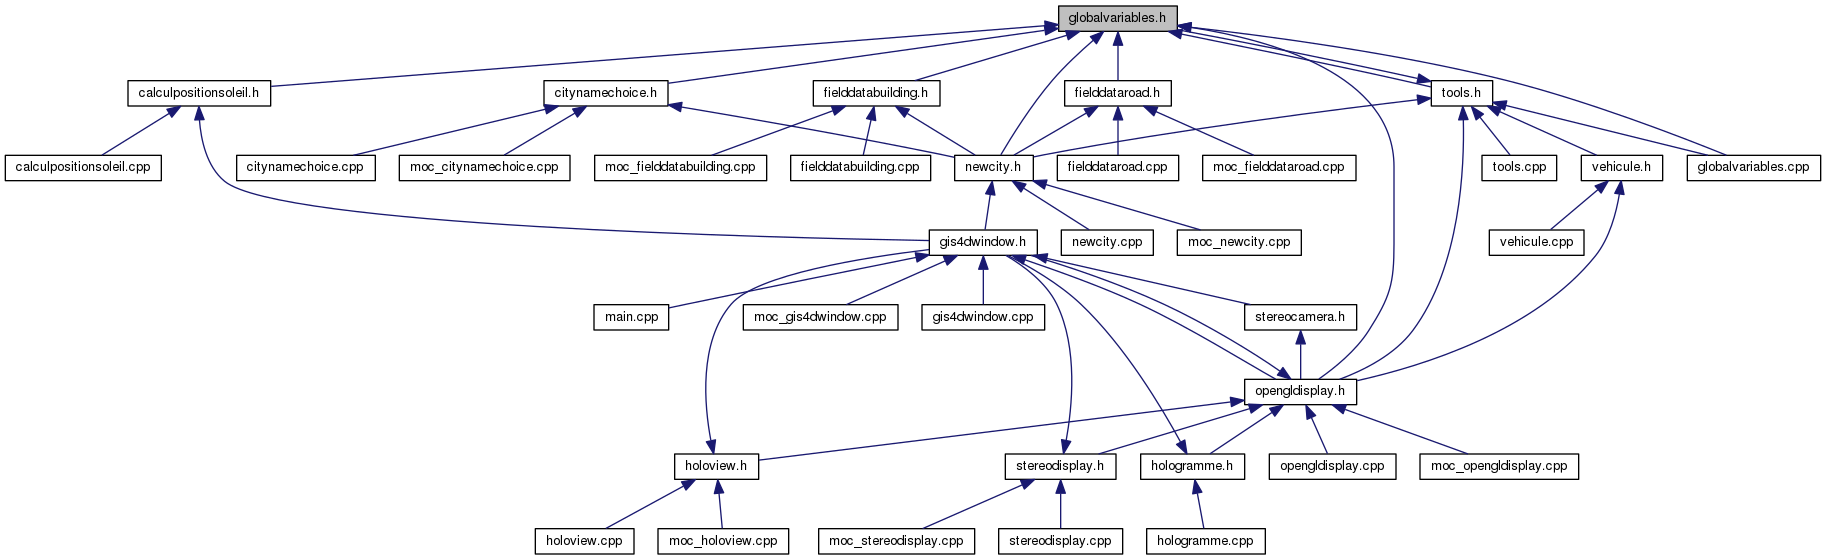 globalvariables.h
calculpositionsoleil.h
citynamechoice.h
fielddatabuilding.h
fielddataroad.h
tools.h
calculpositionsoleil.cpp
citynamechoice.cpp
moc_citynamechoice.cpp
moc_fielddatabuilding.cpp
fielddatabuilding.cpp
newcity.h
fielddataroad.cpp
moc_fielddataroad.cpp
tools.cpp
vehicule.h
globalvariables.cpp
gis4dwindow.h
newcity.cpp
moc_newcity.cpp
vehicule.cpp
main.cpp
moc_gis4dwindow.cpp
gis4dwindow.cpp
stereocamera.h
opengldisplay.h
holoview.h
stereodisplay.h
hologramme.h
opengldisplay.cpp
moc_opengldisplay.cpp
holoview.cpp
moc_holoview.cpp
moc_stereodisplay.cpp
stereodisplay.cpp
hologramme.cpp